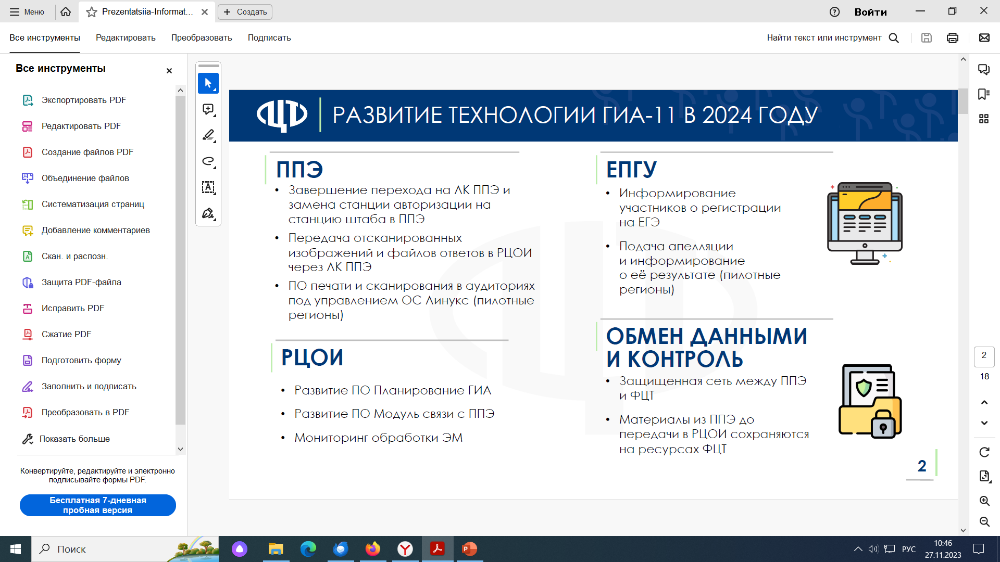 Меню
Prezentatsiia-Informat...
Создать
Войти
Все инструменты
Редактировать
Преобразовать
Подписать
Найти текст или инструмент
Все инструменты
Экспортировать PDF
Редактировать PDF
Создание файлов PDF
Объединение файлов
Систематизация страниц
Добавление комментариев
Скан. и распозн.
Защита PDF-файла
Исправить PDF
Сжатие PDF
Подготовить форму
Заполнить и подписать
Преобразовать в PDF
Показать больше
Конвертируйте, редактируйте и электронно
подписывайте формы PDF.
Бесплатная 7-дневная
пробная версия
ФЦТ
РАЗВИТИЕ ТЕХНОЛОГИИ ГИА-11 В 2024 ГОДУ
ППЭ
• Завершение перехода на ЛК ППЭ и
замена станции авторизации на
станцию штаба в ППЭ
• Передача отсканированных
изображений и файлов ответов в РЦОИ
через ЛК ППЭ
• ПО печати и сканирования в аудиториях
под управлением ОС Линукс (пилотные
регионы)
РЦОИ
• Развитие ПО Планирование ГИА
• Развитие ПО Модуль связи с ППЭ
• Мониторинг обработки ЭМ
ЕПГУ
• Информирование
участников о регистрации
на ЕГЭ
• Подача апелляции
и информирование
о её результате (пилотные
регионы)
ОБМЕН ДАННЫМИ
И КОНТРОЛЬ
• Защищенная сеть между ППЭ
и ФЦТ
• Материалы из ППЭ до
передачи в РЦОИ сохраняются
на ресурсах ФЦТ
2
2
18
Поиск
РУС
10:46
27.11.2023